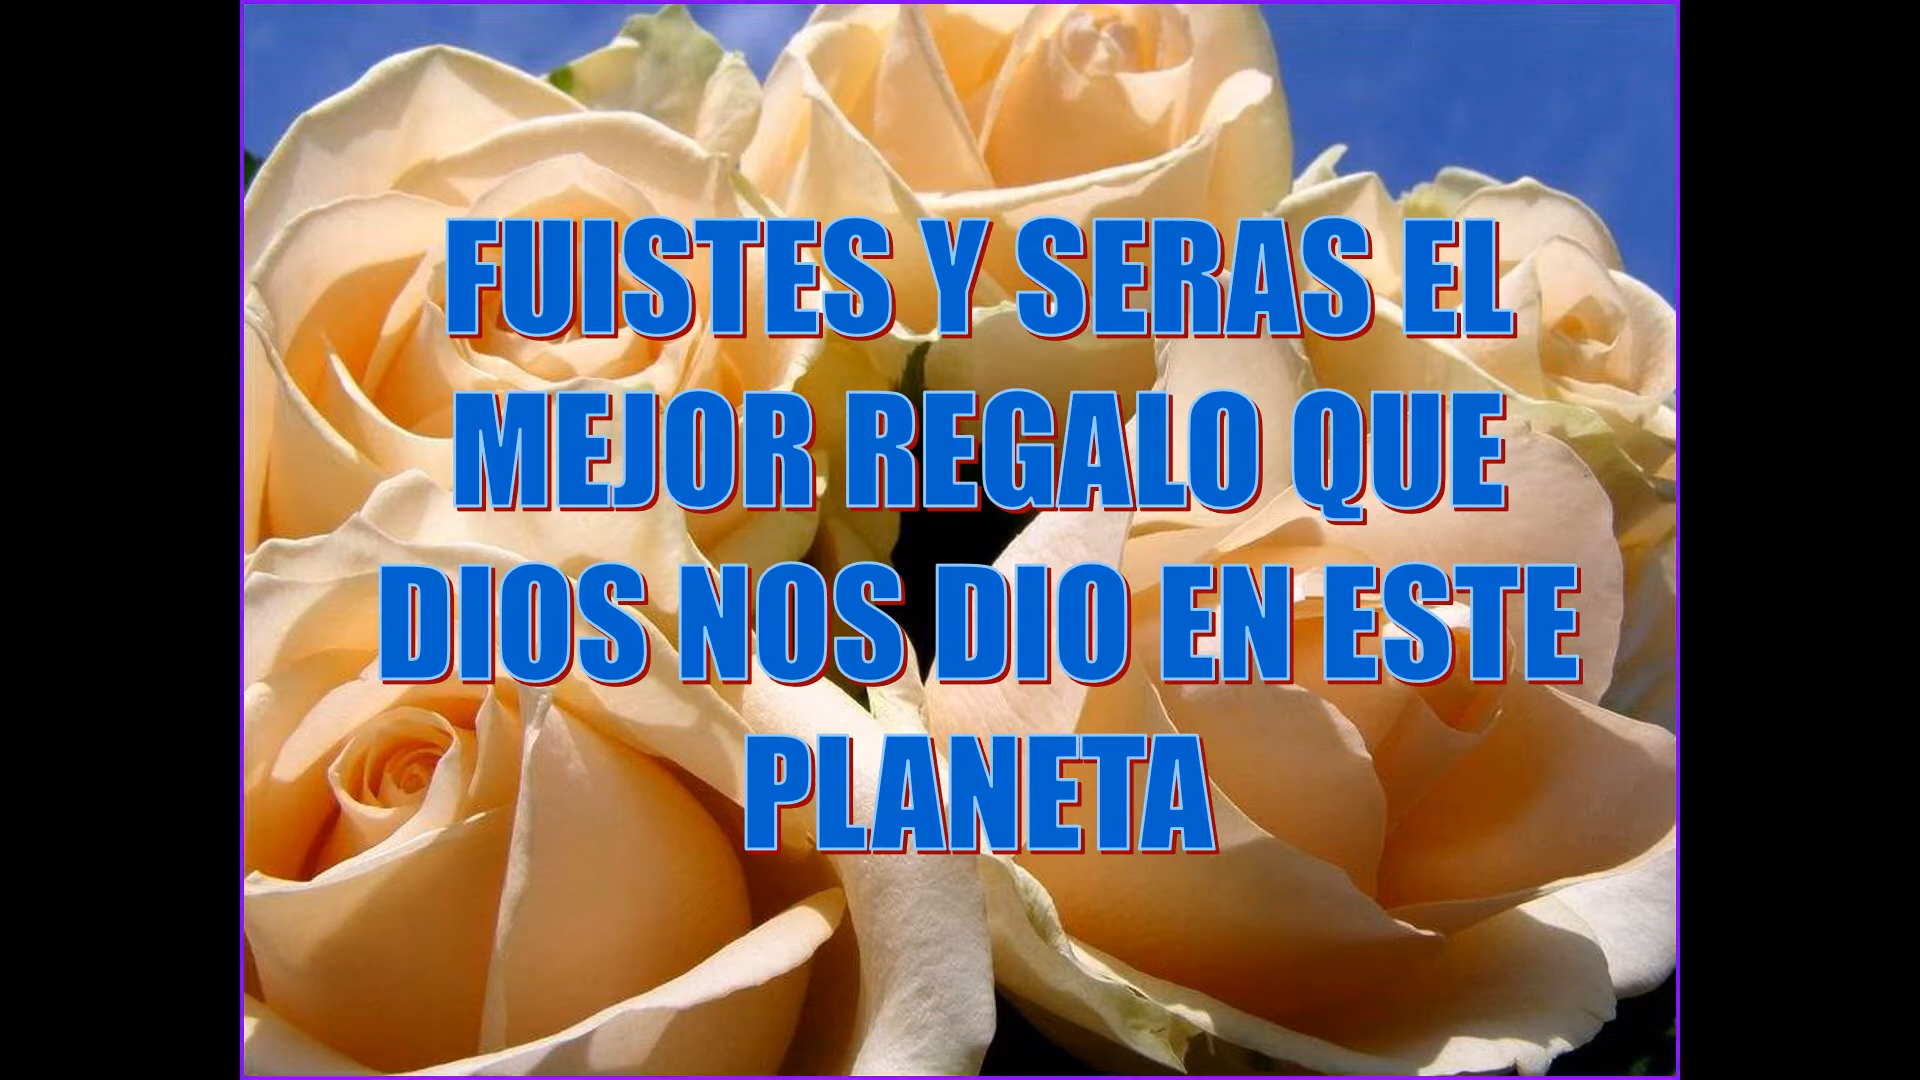 FUISTES Y SERAS EL
MEJOR REGALO QUE
DIOS NOS DIO EN ESTE
PLANETA